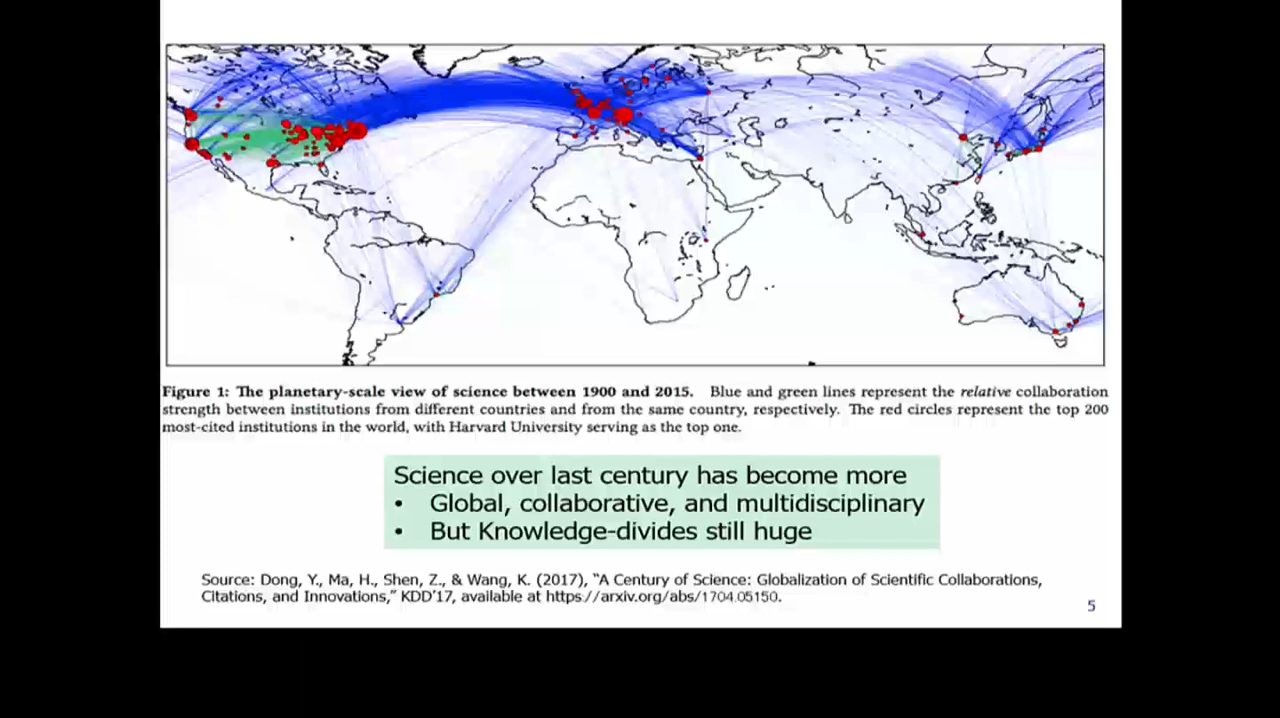 Figure 1: The planetary-scale view of science between 1900 and 2015. Blue and green lines represent the relative collaboration
strength between institutions from different countries and from the same country, respectively. The red circles represent the top 200
most-cited institutions in the world, with Harvard University serving as the top one.
Science over last century has become more
• Global, collaborative, and multidisciplinary
• But Knowledge-divides still huge
Source: Dong, Y., Ma, H., Shen, Z., & Wang, K. (2017), “A Century of Science: Globalization of Scientific Collaborations,
Citations, and Innovations,” KDD’17, available at https://arxiv.org/abs/1704.05150.
5